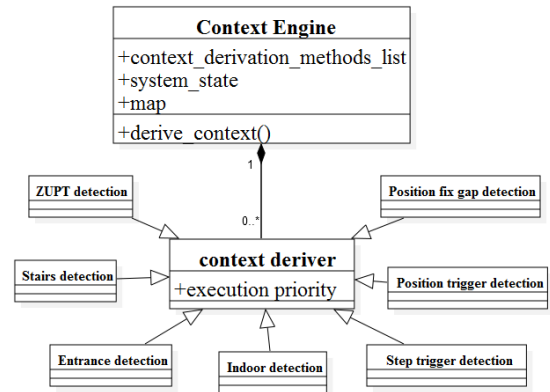 Context Engine
+context_derivation_methods_list
+system_state
+map
+derive_context()
1
ZUPT detection
Position fix gap detection
0..*
context deriver
+execution priority
Stairs detection
Position trigger detection
Entrance detection
Indoor detection
Step trigger detection